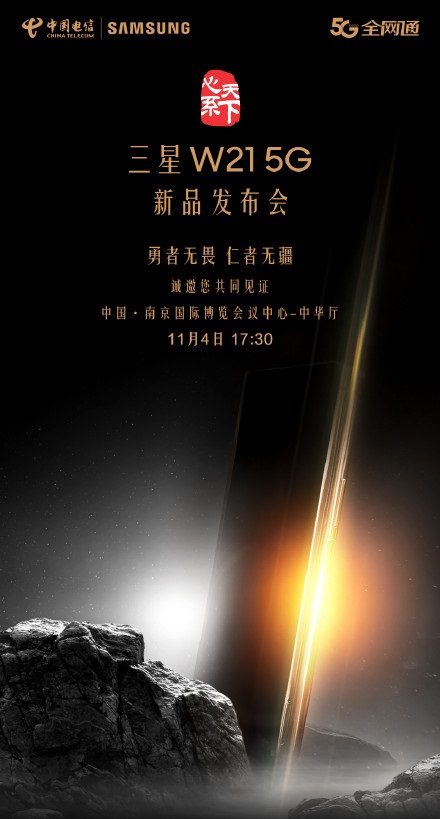 中国电信 CHINA TELECOM | SAMSUNG
5G 全网通
心系天下
三星 W21 5G
新品发布会
勇者无畏 仁者无疆
诚邀您共同见证
中国·南京国际博览会议中心-中华厅
11月4日 17:30